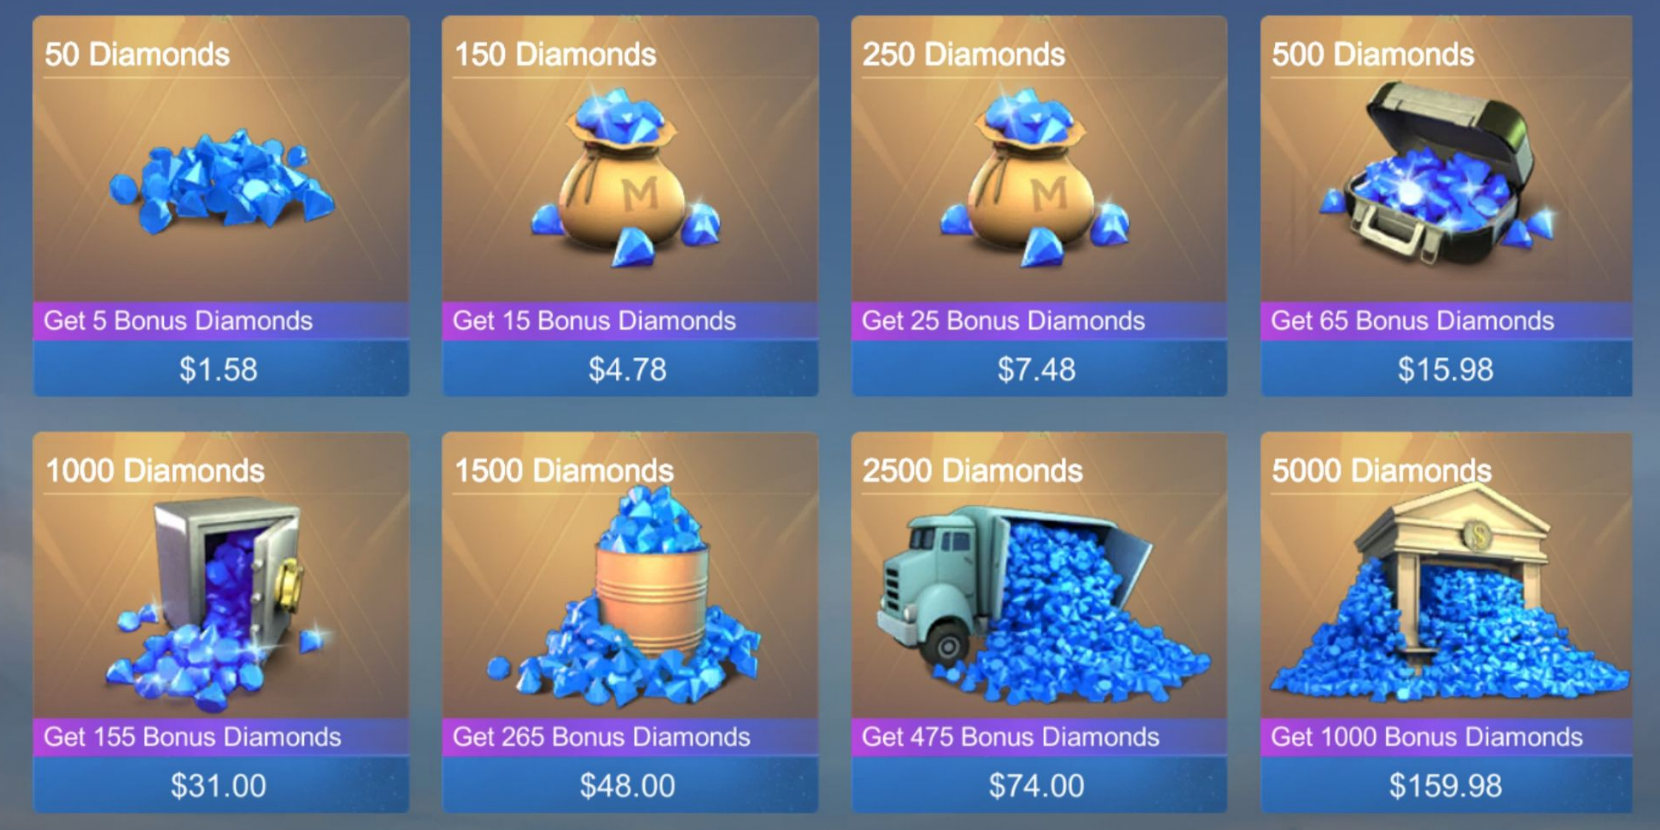 50 Diamonds
Get 5 Bonus Diamonds
$1.58
150 Diamonds
M
Get 15 Bonus Diamonds
$4.78
250 Diamonds
M
Get 25 Bonus Diamonds
$7.48
500 Diamonds
Get 65 Bonus Diamonds
$15.98
1000 Diamonds
Get 155 Bonus Diamonds
$31.00
1500 Diamonds
Get 265 Bonus Diamonds
$48.00
2500 Diamonds
Get 475 Bonus Diamonds
$74.00
5000 Diamonds
$
Get 1000 Bonus Diamonds
$159.98